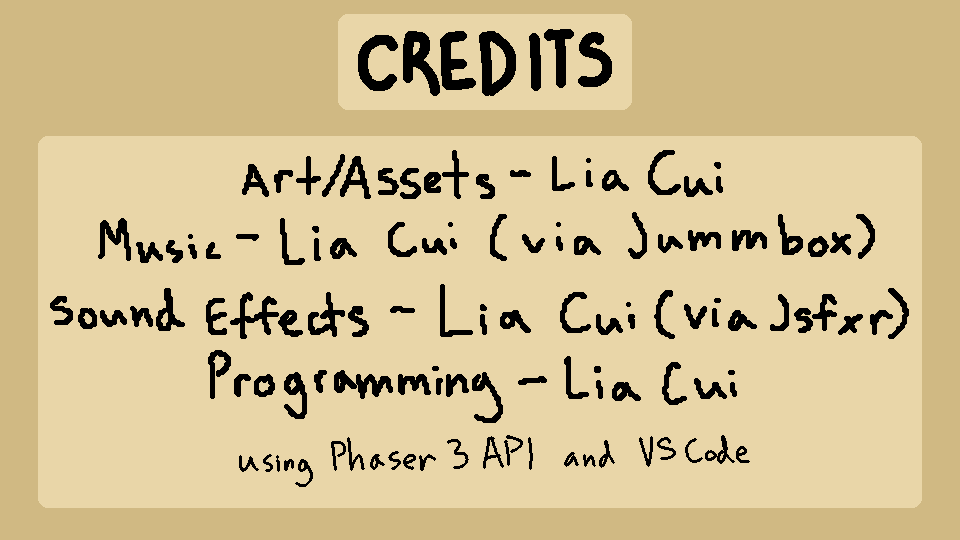 CREDITS
Art/Assets - Lia Cui
Music - Lia Cui (via Jummbox)
Sound Effects - Lia Cui (via Jsfxr)
Programming - Lia Cui
using Phaser 3 API and VS Code